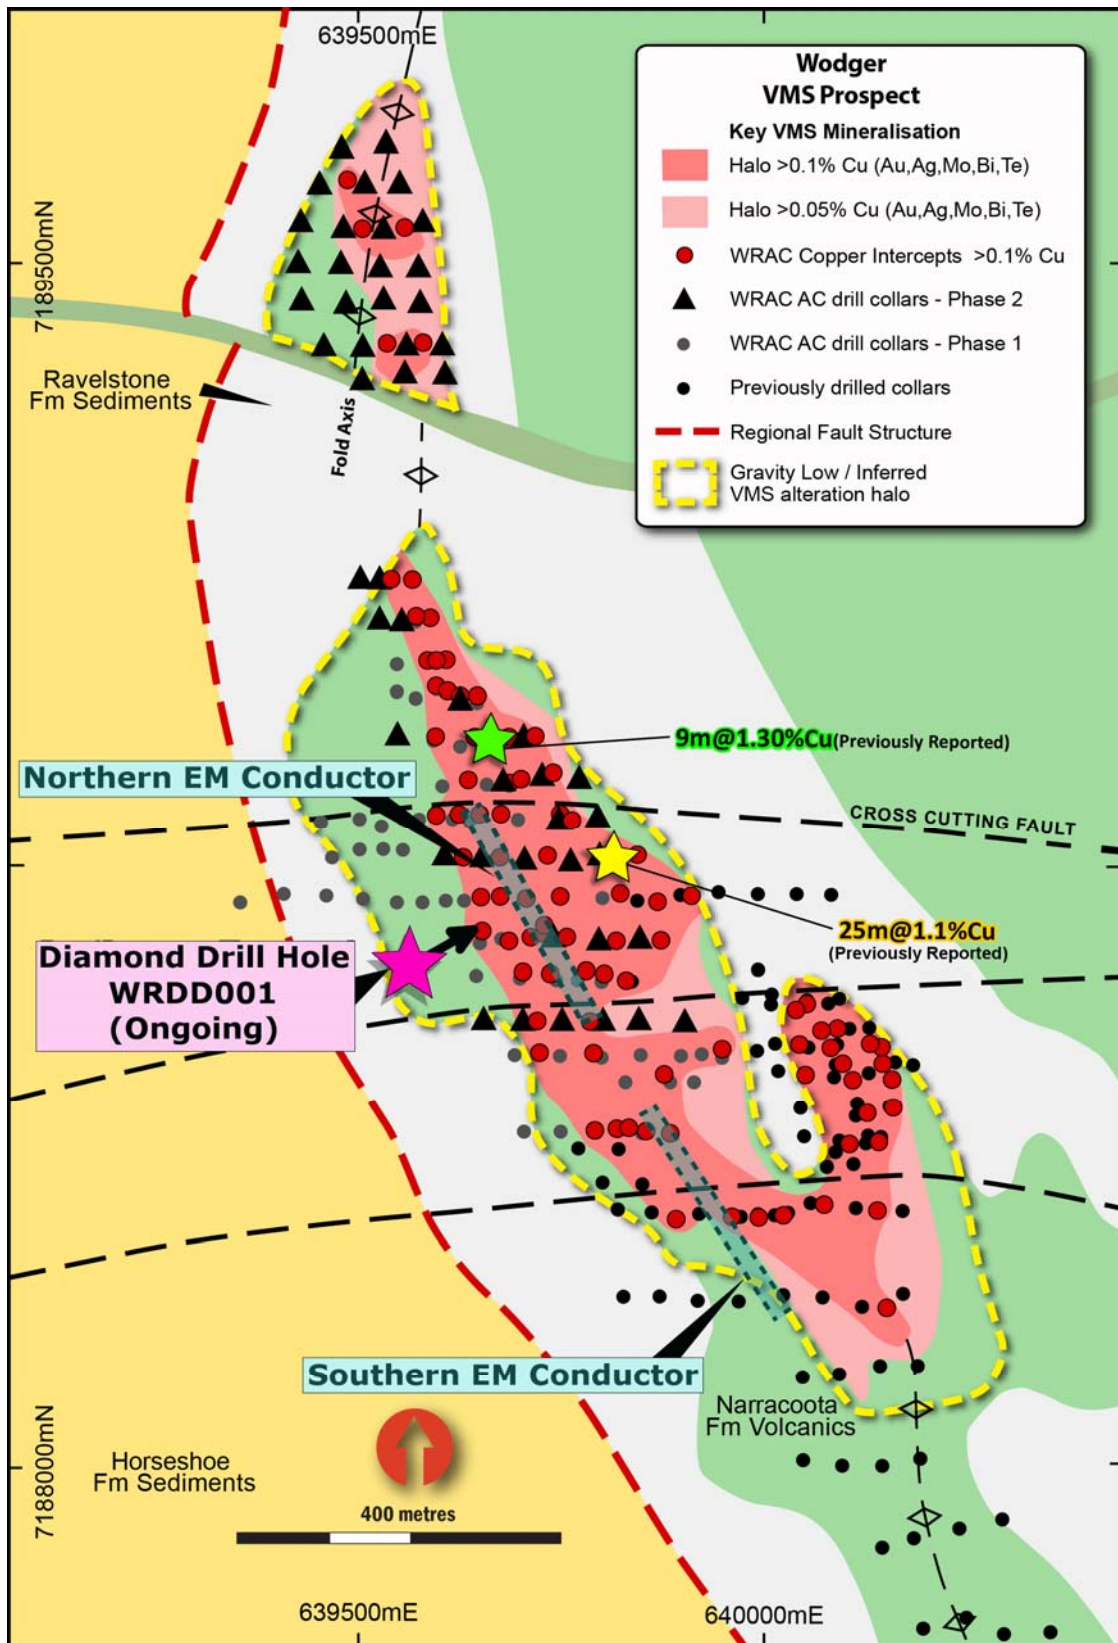 639500mE
Wodger
VMS Prospect
Key VMS Mineralisation
Halo >0.1% Cu (Au,Ag,Mo,Bi,Te)
Halo >0.05% Cu (Au,Ag,Mo,Bi,Te)
WRAC Copper Intercepts >0.1% Cu
WRAC AC drill collars - Phase 2
WRAC AC drill collars - Phase 1
Previously drilled collars
Regional Fault Structure
Gravity Low / Inferred
VMS alteration halo
7189500mN
Ravelstone
Fm Sediments
Fold Axis
9m@1.30%Cu(Previously Reported)
Northern EM Conductor
CROSS CUTTING FAULT
25m@1.1%Cu
(Previously Reported)
Diamond Drill Hole
WRDD001
(Ongoing)
Southern EM Conductor
Narracoota
Fm Volcanics
Horseshoe
Fm Sediments
7188000mN
400 metres
639500mE
640000mE